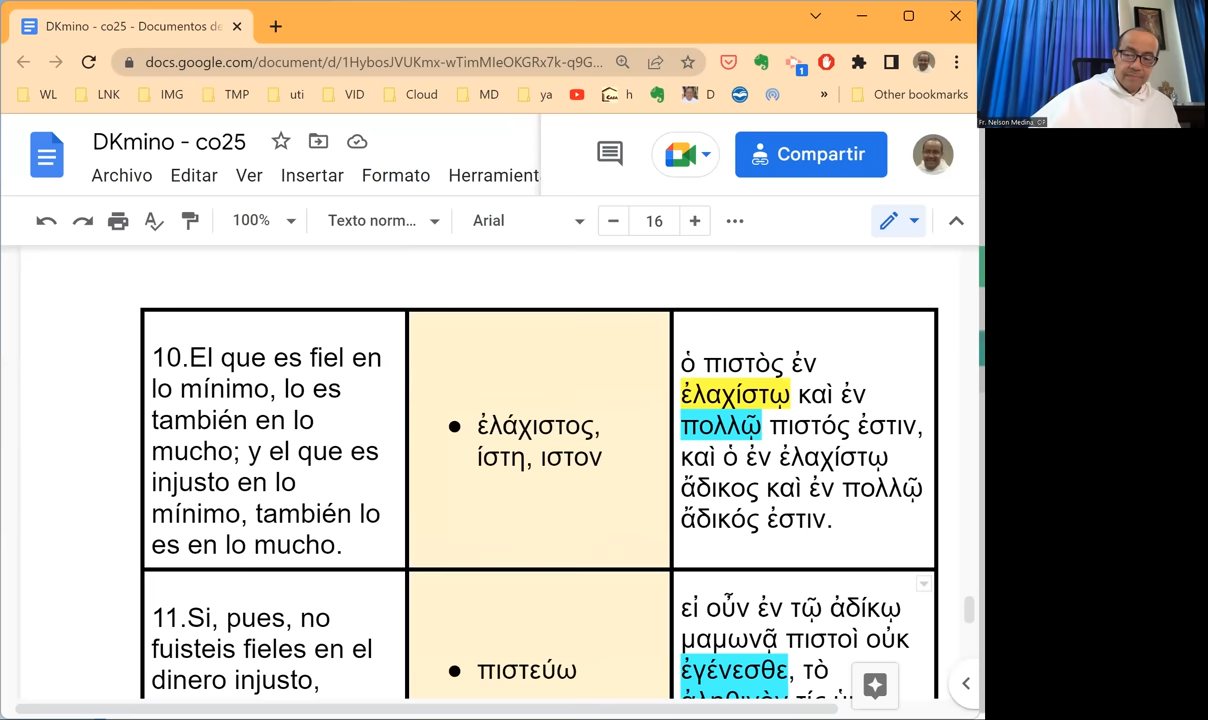 DKmino - co25 - Documentos de
docs.google.com/document/d/1HybosJVUKmx-wTimMIeOKGRx7k-q9G...
WL LNK IMG TMP uti VID Cloud MD ya h D » Other bookmarks
1
Fr. Nelson Medina, OP
DKmino - co25
Archivo Editar Ver Insertar Formato Herramient
Compartir
100% Texto norm... Arial 16
10.El que es fiel en
lo mínimo, lo es
también en lo
mucho; y el que es
injusto en lo
mínimo, también lo
es en lo mucho.
ἐλάχιστος,
ίστη, ιστον
ὁ πιστὸς ἐν
ἐλαχίστῳ καὶ ἐν
πολλῷ πιστός ἐστιν,
καὶ ὁ ἐν ἐλαχίστῳ
ἄδικος καὶ ἐν πολλῷ
ἄδικός ἐστιν.
11.Si, pues, no
fuisteis fieles en el
dinero injusto,
πιστεύω
εἰ οὖν ἐν τῷ ἀδίκῳ
μαμωνᾷ πιστοὶ οὐκ
ἐγένεσθε, τὸ